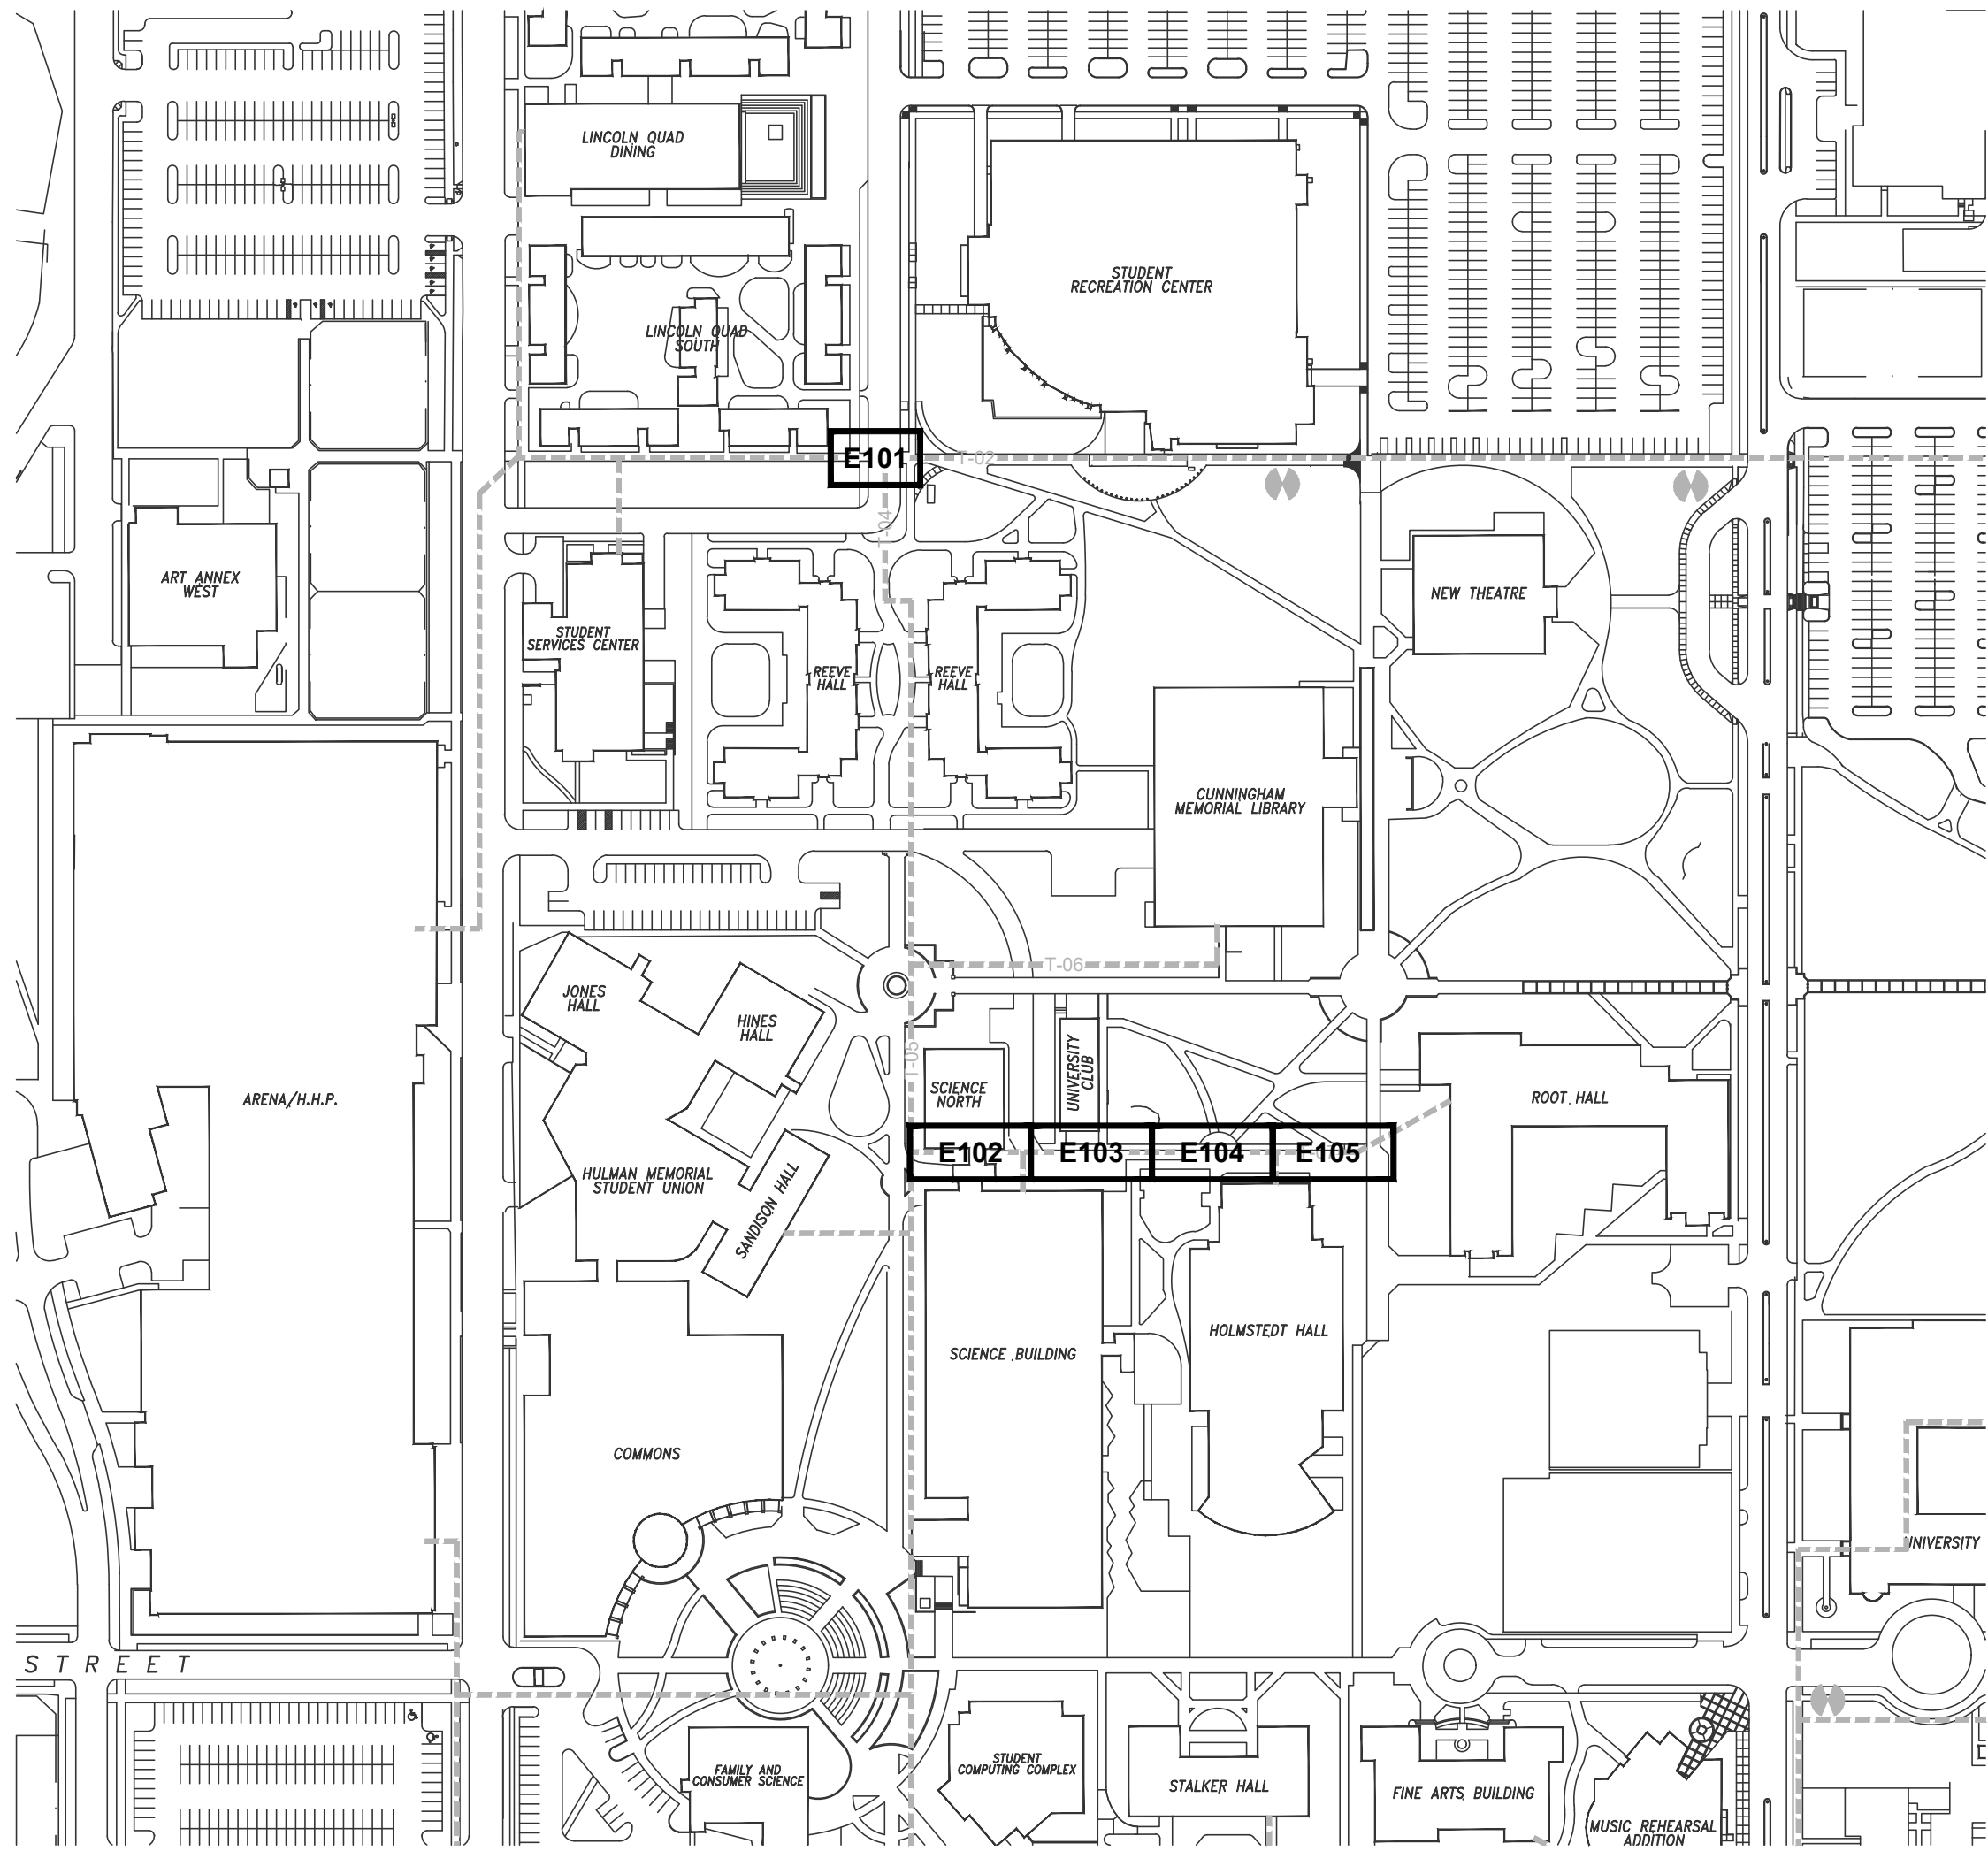 LINCOLN QUAD
DINING
STUDENT
RECREATION CENTER
LINCOLN QUAD
SOUTH
E101
T-02
T-04
ART ANNEX
WEST
NEW THEATRE
STUDENT
SERVICES CENTER
REEVE
HALL
REEVE
HALL
CUNNINGHAM
MEMORIAL LIBRARY
T-06
JONES
HALL
HINES
HALL
T-05
UNIVERSITY
CLUB
SCIENCE
NORTH
ARENA/H.H.P.
ROOT HALL
E102
E103
E104
E105
HULMAN MEMORIAL
STUDENT UNION
SANDISON HALL
HOLMSTEDT HALL
SCIENCE BUILDING
COMMONS
UNIVERSITY
STREET
STUDENT
COMPUTING COMPLEX
FAMILY AND
CONSUMER SCIENCE
STALKER HALL
FINE ARTS BUILDING
MUSIC REHEARSAL
ADDITION